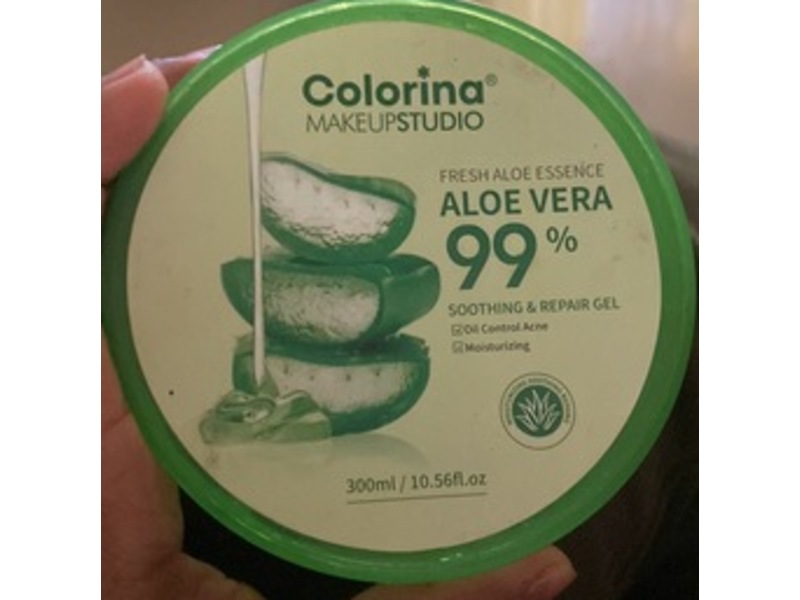 Colorina®
MAKEUPSTUDIO
FRESH ALOE ESSENCE
ALOE VERA
99%
SOOTHING & REPAIR GEL
☑Oil Control Acne
☑Moisturizing
300ml / 10.56fl.oz